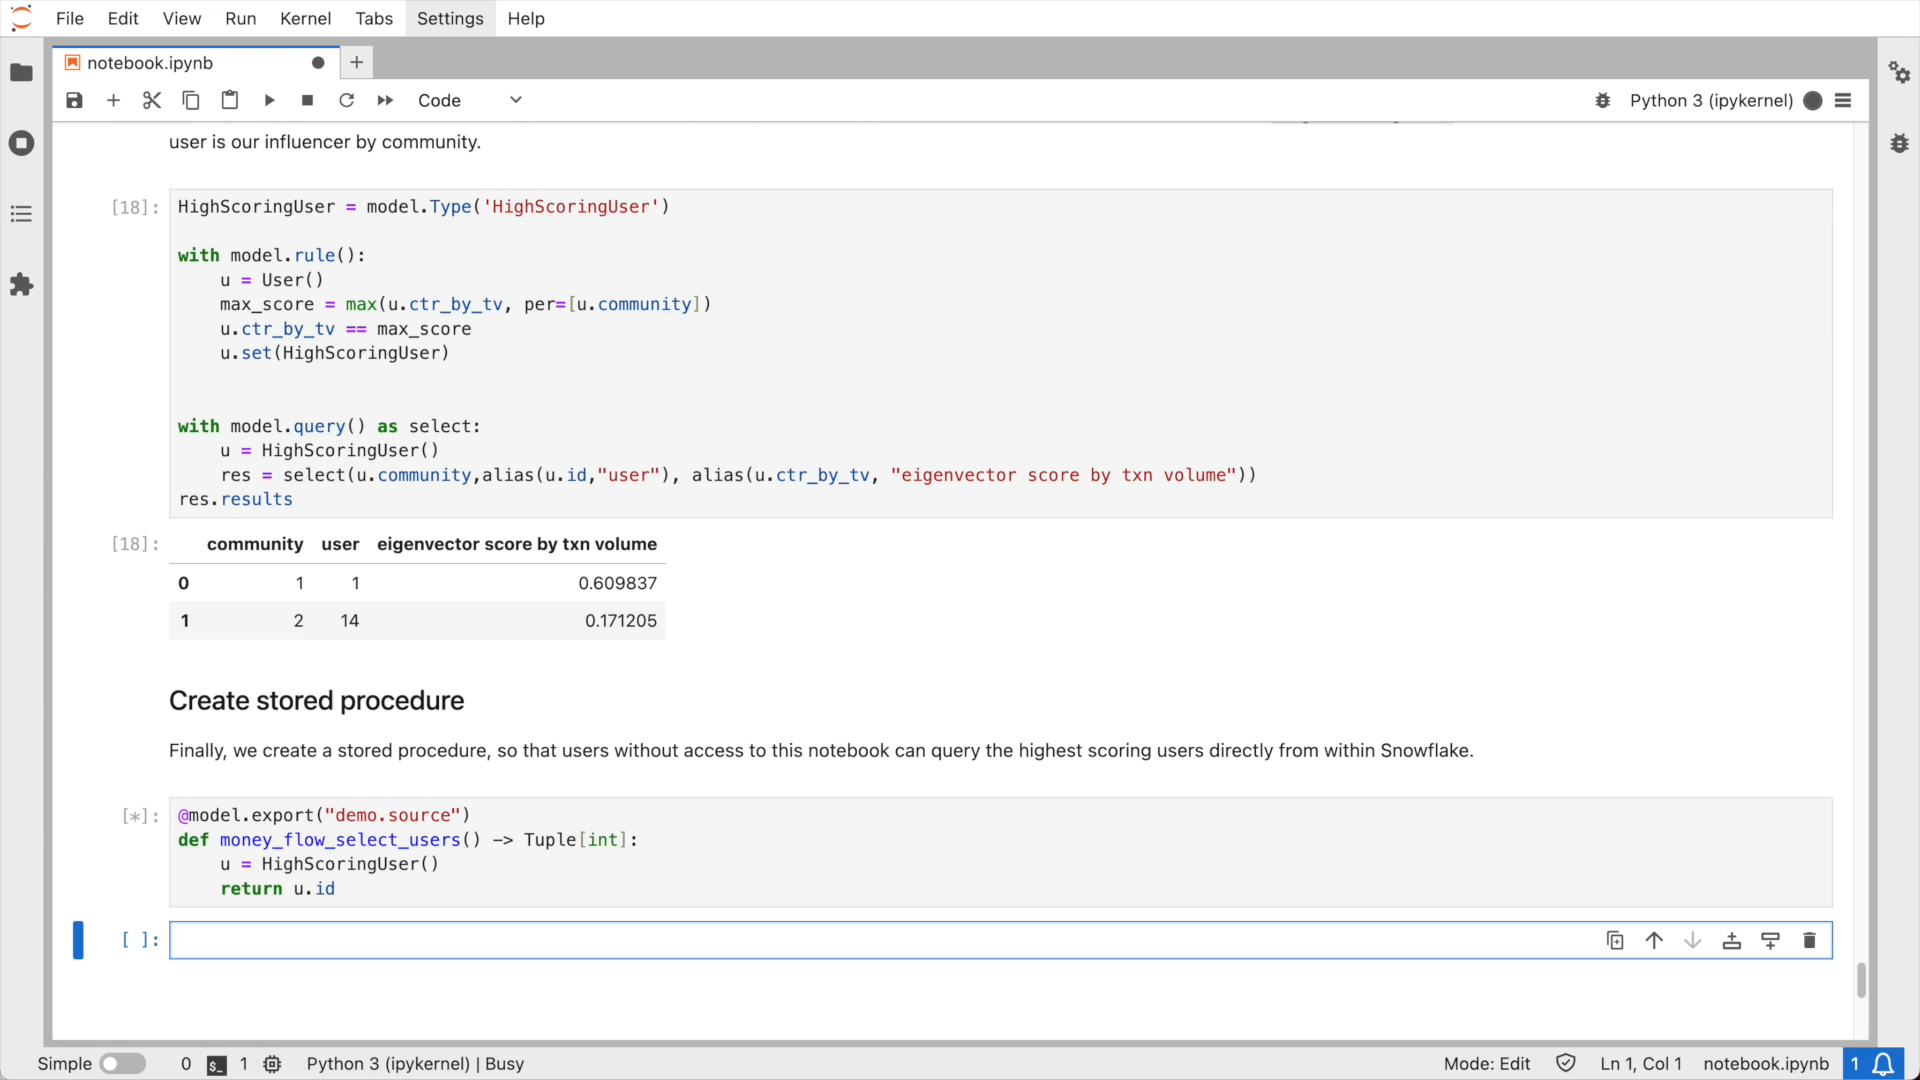 File Edit View Run Kernel Tabs Settings Help
notebook.ipynb
Code
Python 3 (ipykernel)
user is our influencer by community.
[18]: HighScoringUser = model.Type('HighScoringUser')
with model.rule():
    u = User()
    max_score = max(u.ctr_by_tv, per=[u.community])
    u.ctr_by_tv == max_score
    u.set(HighScoringUser)
with model.query() as select:
    u = HighScoringUser()
    res = select(u.community,alias(u.id,"user"), alias(u.ctr_by_tv, "eigenvector score by txn volume"))
res.results
[18]: community user eigenvector score by txn volume
0 1 1 0.609837
1 2 14 0.171205
Create stored procedure
Finally, we create a stored procedure, so that users without access to this notebook can query the highest scoring users directly from within Snowflake.
[*]: @model.export("demo.source")
def money_flow_select_users() -> Tuple[int]:
    u = HighScoringUser()
    return u.id
[ ]:
Simple 0 $_ 1 Python 3 (ipykernel) | Busy Mode: Edit Ln 1, Col 1 notebook.ipynb 1